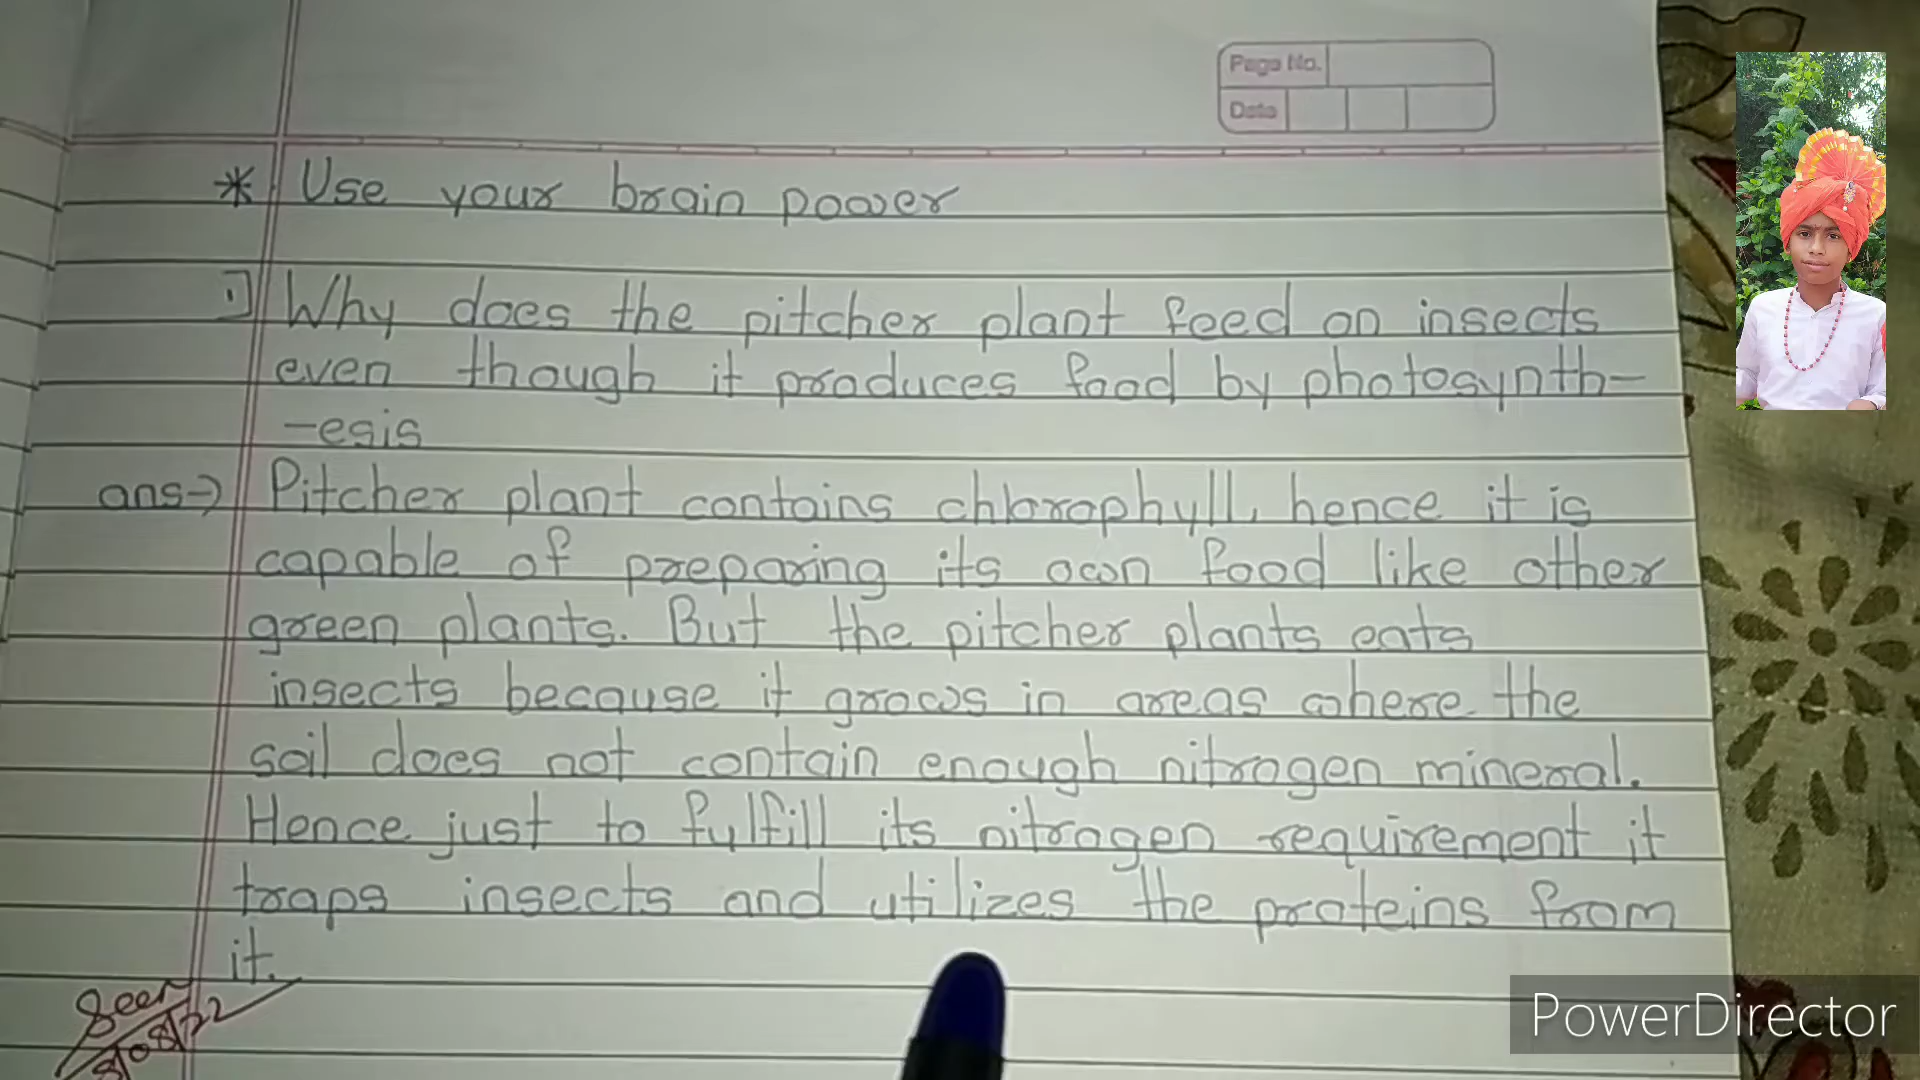 Page No.
Date
* Use your brain power
1] Why does the pitcher plant feed on insects
even though it produces food by photosynth-
-esis
ans→ Pitcher plant contains chlorophyll, hence it is
capable of preparing its own food like other
green plants. But the pitcher plants eats
insects because it grows in areas where the
soil does not contain enough nitrogen mineral.
Hence just to fulfill its nitrogen requirement it
traps insects and utilizes the proteins from
it.
Seen
8/08/22
PowerDirector